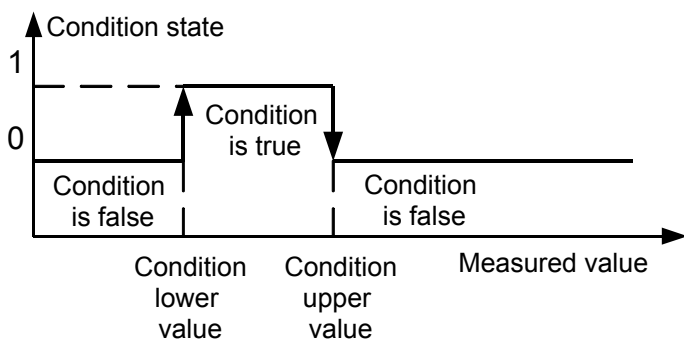 Condition state
1
0
Condition
is true
Condition
is false
Condition
is false
Condition
lower
value
Condition
upper
value
Measured value